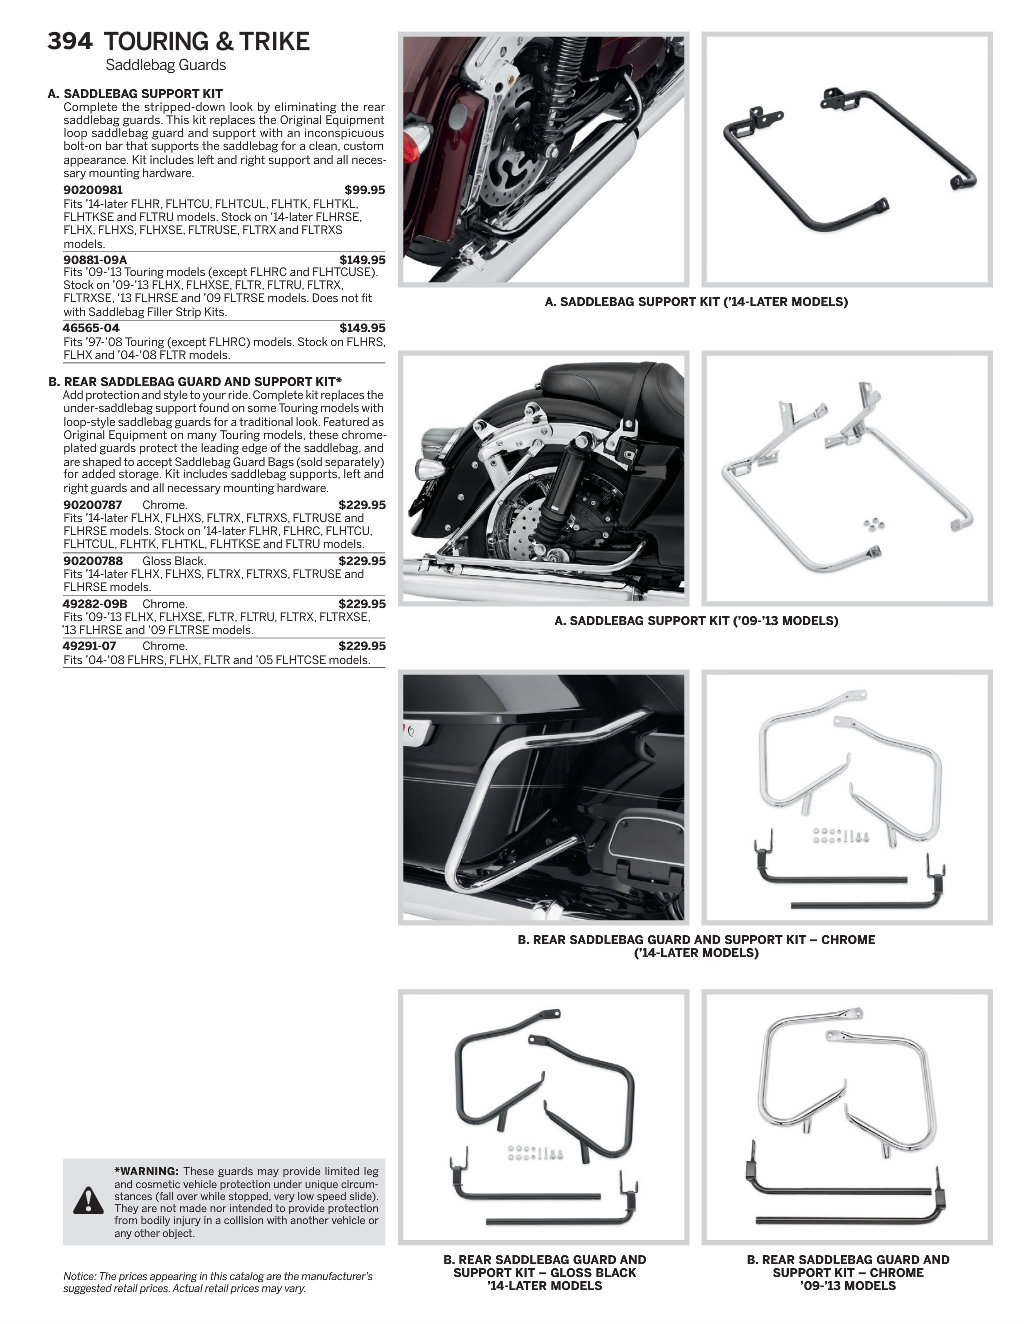 394 TOURING & TRIKE
Saddlebag Guards
A. SADDLEBAG SUPPORT KIT
Complete the stripped-down look by eliminating the rear
saddlebag guards. This kit replaces the Original Equipment
loop saddlebag guard and support with an inconspicuous
bolt-on bar that supports the saddlebag for a clean, custom
appearance. Kit includes left and right support and all neces-
sary mounting hardware.
90200981 $99.95
Fits ’14-later FLHR, FLHTCU, FLHTCUL, FLHTK, FLHTKL,
FLHTKSE and FLTRU models. Stock on ’14-later FLHRSE,
FLHX, FLHXS, FLHXSE, FLTRUSE, FLTRX and FLTRXS
models.
90881-09A $149.95
Fits ’09-’13 Touring models (except FLHRC and FLHTCUSE).
Stock on ’09-’13 FLHX, FLHXSE, FLTR, FLTRU, FLTRX,
FLTRXSE, ’13 FLHRSE and ’09 FLTRSE models. Does not fit
with Saddlebag Filler Strip Kits.
46565-04 $149.95
Fits ’97-’08 Touring (except FLHRC) models. Stock on FLHRS,
FLHX and ’04-’08 FLTR models.
B. REAR SADDLEBAG GUARD AND SUPPORT KIT*
Add protection and style to your ride. Complete kit replaces the
under-saddlebag support found on some Touring models with
loop-style saddlebag guards for a traditional look. Featured as
Original Equipment on many Touring models, these chrome-
plated guards protect the leading edge of the saddlebag, and
are shaped to accept Saddlebag Guard Bags (sold separately)
for added storage. Kit includes saddlebag supports, left and
right guards and all necessary mounting hardware.
90200787 Chrome. $229.95
Fits ’14-later FLHX, FLHXS, FLTRX, FLTRXS, FLTRUSE and
FLHRSE models. Stock on ’14-later FLHR, FLHRC, FLHTCU,
FLHTCUL, FLHTK, FLHTKL, FLHTKSE and FLTRU models.
90200788 Gloss Black. $229.95
Fits ’14-later FLHX, FLHXS, FLTRX, FLTRXS, FLTRUSE and
FLHRSE models.
49282-09B Chrome. $229.95
Fits ’09-’13 FLHX, FLHXSE, FLTR, FLTRU, FLTRX, FLTRXSE,
’13 FLHRSE and ’09 FLTRSE models.
49291-07 Chrome. $229.95
Fits ’04-’08 FLHRS, FLHX, FLTR and ’05 FLHTCSE models.
A. SADDLEBAG SUPPORT KIT (’14-LATER MODELS)
A. SADDLEBAG SUPPORT KIT (’09-’13 MODELS)
B. REAR SADDLEBAG GUARD AND SUPPORT KIT – CHROME
(’14-LATER MODELS)
B. REAR SADDLEBAG GUARD AND
SUPPORT KIT – GLOSS BLACK
’14-LATER MODELS
B. REAR SADDLEBAG GUARD AND
SUPPORT KIT – CHROME
’09-’13 MODELS
*WARNING: These guards may provide limited leg
and cosmetic vehicle protection under unique circum-
stances (fall over while stopped, very low speed slide).
They are not made nor intended to provide protection
from bodily injury in a collision with another vehicle or
any other object.
Notice: The prices appearing in this catalog are the manufacturer’s
suggested retail prices. Actual retail prices may vary.